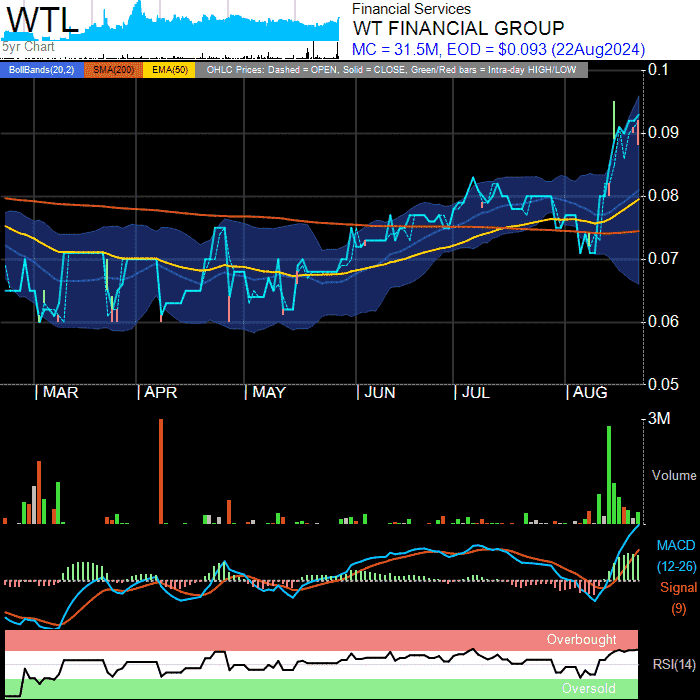 WTL
5yr Chart
Financial Services
WT FINANCIAL GROUP
MC = 31.5M, EOD = $0.093 (22Aug2024)
BollBands(20,2) SMA(200) EMA(50) OHLC Prices: Dashed = OPEN, Solid = CLOSE, Green/Red bars = Intra-day HIGH/LOW
0.1
0.09
0.08
0.07
0.06
0.05
| MAR | APR | MAY | JUN | JUL | AUG
3M
Volume
MACD
(12-26)
Signal
(9)
Overbought
RSI(14)
Oversold